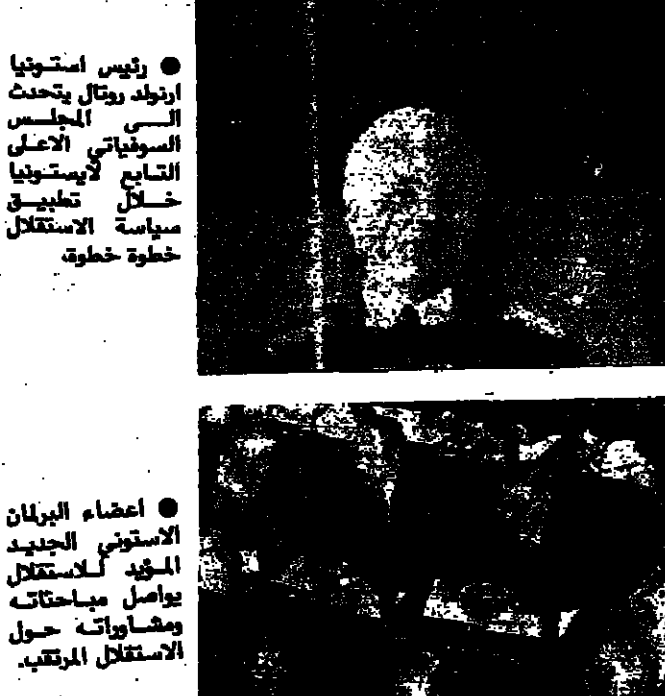 ● رئيس استونيا
ارنولد روتال يتحدث
الى المجلس
السوفياتي الاعلى
التابع لايستونيا
خلال تطبيق
سياسة الاستقلال
خطوة خطوة،
● اعضاء البرلمان
الاستوني الجديد
المؤيد للاستقلال
يواصل مباحثاته
ومشاوراته حول
الاستقلال المرتقب.